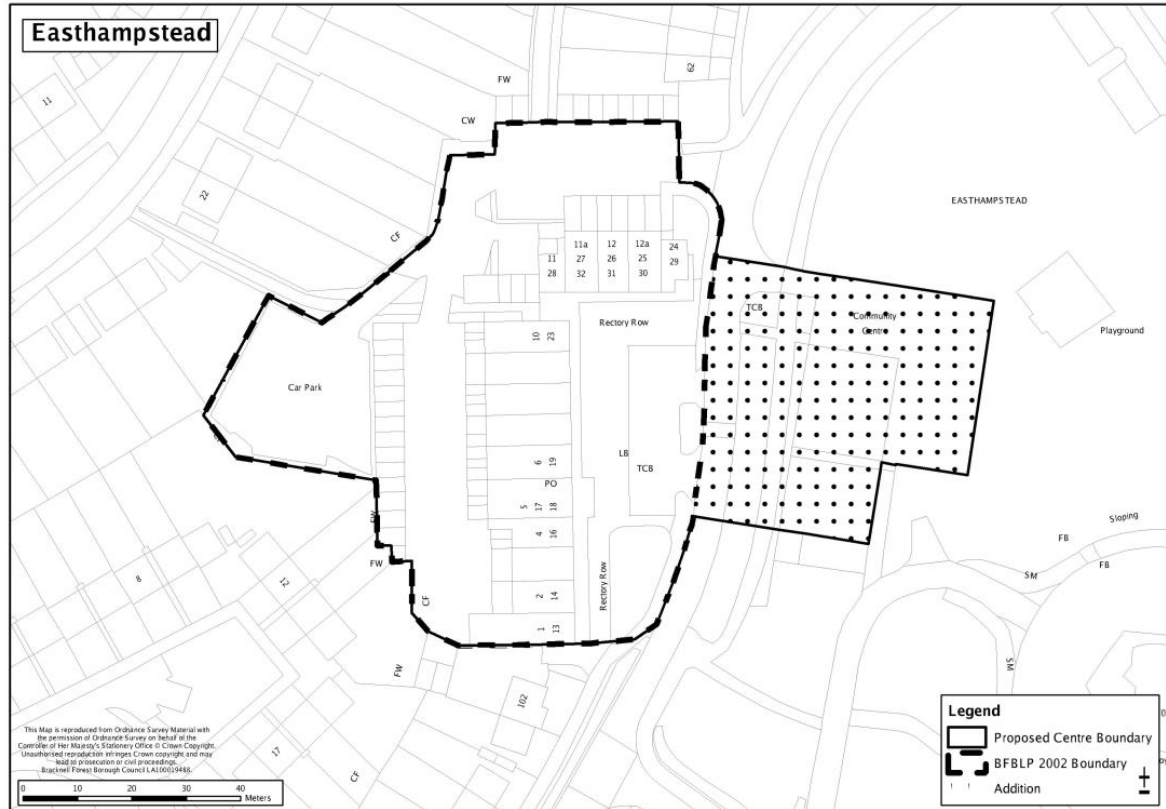 Easthampstead
FW
62
CW
11
22
CF
EASTHAMPSTEAD
11a 12 12a 24
11 27 26 25 29
28 32 31 30
TCB
Community
Centre
Rectory Row
10 23
Playground
Car Park
LB
TCB
6 19
PO
5 17 18
4 16
FW
FW
CF
Sloping
FB
FB
SM
8
12
2 14
Rectory Row
1 13
SM
FW
102
17
CF
This Map is reproduced from Ordnance Survey Material with
the permission of Ordnance Survey on behalf of the
Controller of Her Majesty's Stationery Office © Crown Copyright.
Unauthorised reproduction infringes Crown copyright and may
lead to prosecution or civil proceedings.
Bracknell Forest Borough Council LA100019488.
0 10 20 30 40
Meters
Legend
Proposed Centre Boundary
BFBLP 2002 Boundary
Addition